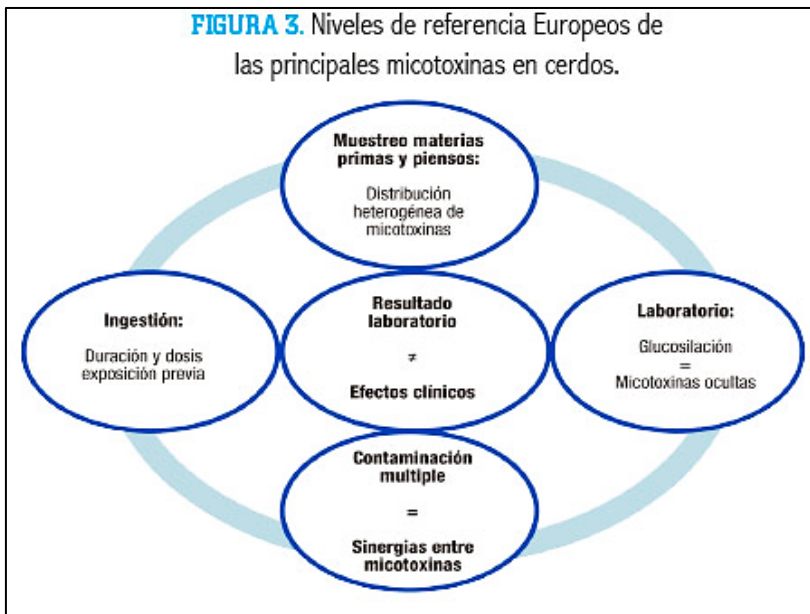 FIGURA 3. Niveles de referencia Europeos de
las principales micotoxinas en cerdos.
Muestreo materias
primas y piensos:
Distribución
heterogénea de
micotoxinas
Ingestión:
Duración y dosis
exposición previa
Resultado
laboratorio
≠
Efectos clínicos
Laboratorio:
Glucosilación
=
Micotoxinas ocultas
Contaminación
multiple
=
Sinergias entre
micotoxinas